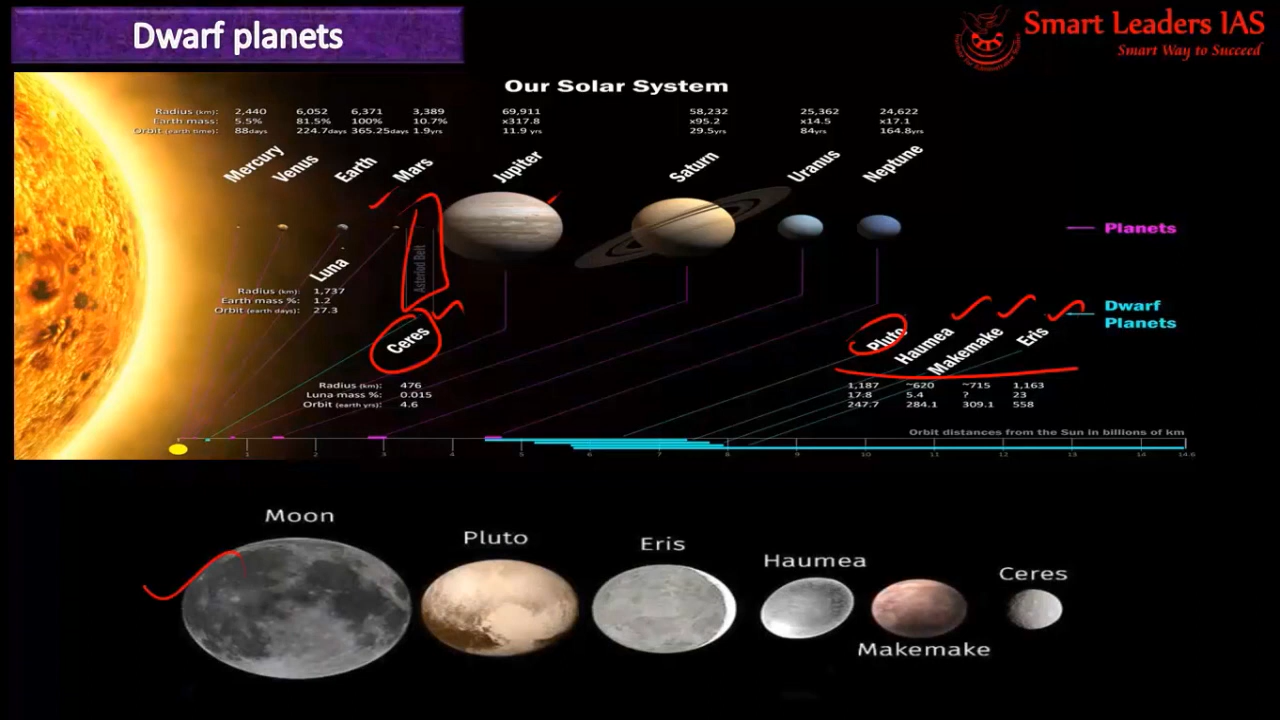 Dwarf planets
Smart Leaders IAS
Smart Way to Succeed
Our Solar System
Radius (km): 2,440 6,052 6,371 3,389 69,911 58,232 25,362 24,622
Earth mass: 5.5% 81.5% 100% 10.7% x317.8 x95.2 x14.5 x17.1
Orbit (earth time): 88days 224.7days 365.25days 1.9yrs 11.9 yrs 29.5yrs 84yrs 164.8yrs
Mercury Venus Earth Mars Jupiter Saturn Uranus Neptune
Planets
Asteriod Belt
Luna
Radius (km): 1,737
Earth mass %: 1.2
Orbit (earth days): 27.3
Dwarf
Planets
Ceres
Pluto Haumea Makemake Eris
Radius (km): 476 1,187 ~620 ~715 1,163
Luna mass %: 0.015 17.8 5.4 ? 23
Orbit (earth yrs): 4.6 247.7 284.1 309.1 558
Orbit distances from the Sun in billions of km
1 2 3 4 5 6 7 8 9 10 11 12 13 14.6
Moon
Pluto
Eris
Haumea
Ceres
Makemake